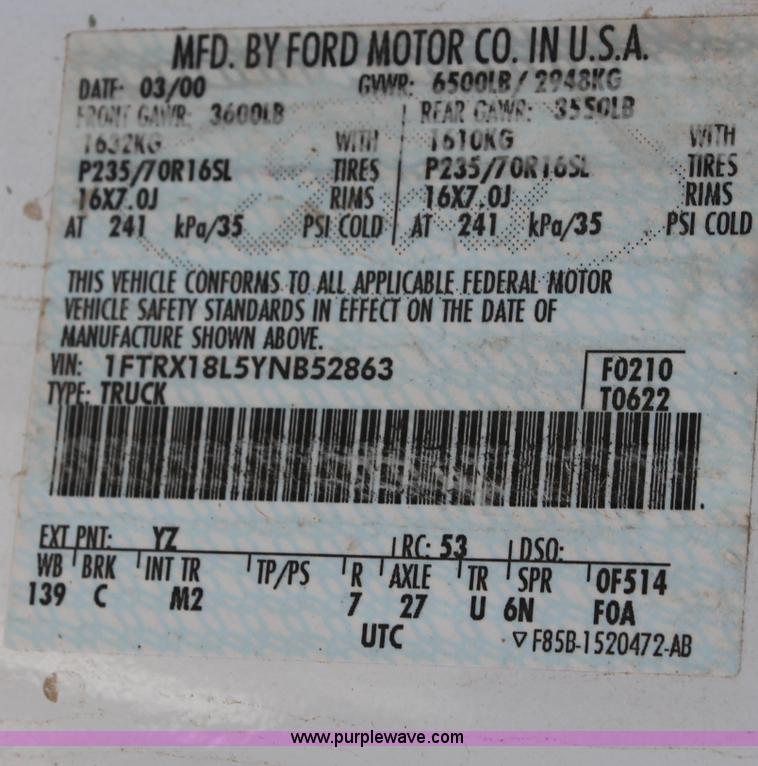 MFD. BY FORD MOTOR CO. IN U.S.A.
DATE: 03/00 GVWR: 6500LB/2948KG
FRONT GAWR: 3600LB REAR GAWR: 3550LB
1632KG WITH 1610KG WITH
P235/70R16SL TIRES P235/70R16SL TIRES
16X7.0J RIMS 16X7.0J RIMS
AT 241 kPa/35 PSI COLD AT 241 kPa/35 PSI COLD
THIS VEHICLE CONFORMS TO ALL APPLICABLE FEDERAL MOTOR
VEHICLE SAFETY STANDARDS IN EFFECT ON THE DATE OF
MANUFACTURE SHOWN ABOVE.
VIN: 1FTRX18L5YNB52863 F0210
TYPE: TRUCK T0622
EXT PNT: YZ RC: 53 DSO:
WB BRK INT TR TP/PS R AXLE TR SPR 0F514
139 C M2 7 27 U 6N F0A
UTC ▽F85B-1520472-AB
www.purplewave.com